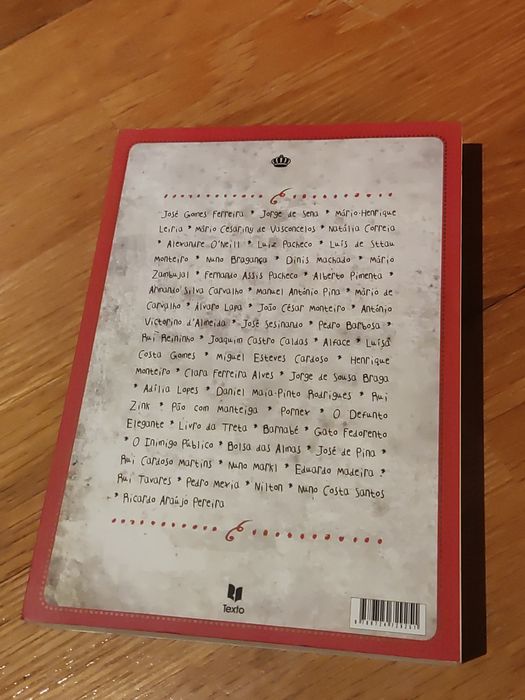 José Gomes Ferreira * Jorge de Sena * Mário-Henrique
Leiria * Mário Cesariny de Vasconcelos * Natália Correia
* Alexandre O'Neill * Luiz Pacheco * Luís de Sttau
Monteiro * Nuno Bragança * Dinis Machado * Mário
Zambujal * Fernando Assis Pacheco * Alberto Pimenta *
Armando Silva Carvalho * Manuel António Pina * Mário de
Carvalho * Álvaro Lapa * João César Monteiro * António
Victorino d'Almeida * José Sesinando * Pedro Barbosa *
Rui Reininho * Joaquim Castro Caldas * Alface * Luísa
Costa Gomes * Miguel Esteves Cardoso * Henrique
Monteiro * Clara Ferreira Alves * Jorge de Sousa Braga
* Adília Lopes * Daniel Maia-Pinto Rodrigues * Rui
Zink * Pão com Manteiga * Pornex * O Defunto
Elegante * Livro da Treta * Barnabé * Gato Fedorento
* O Inimigo Público * Bolsa das Almas * José de Pina *
Rui Cardoso Martins * Nuno Markl * Eduardo Madeira *
Rui Tavares * Pedro Mexia * Nilton * Nuno Costa Santos
* Ricardo Araújo Pereira
Texto